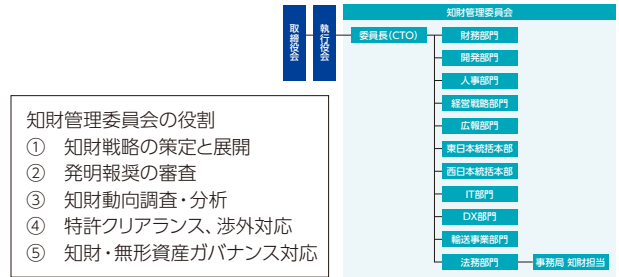 知財管理委員会
取締役会
執行役会
委員長(CTO)
財務部門
開発部門
人事部門
経営戦略部門
広報部門
東日本統括本部
西日本統括本部
IT部門
DX部門
輸送事業部門
法務部門
事務局 知財担当
知財管理委員会の役割
① 知財戦略の策定と展開
② 発明報奨の審査
③ 知財動向調査・分析
④ 特許クリアランス、渉外対応
⑤ 知財・無形資産ガバナンス対応